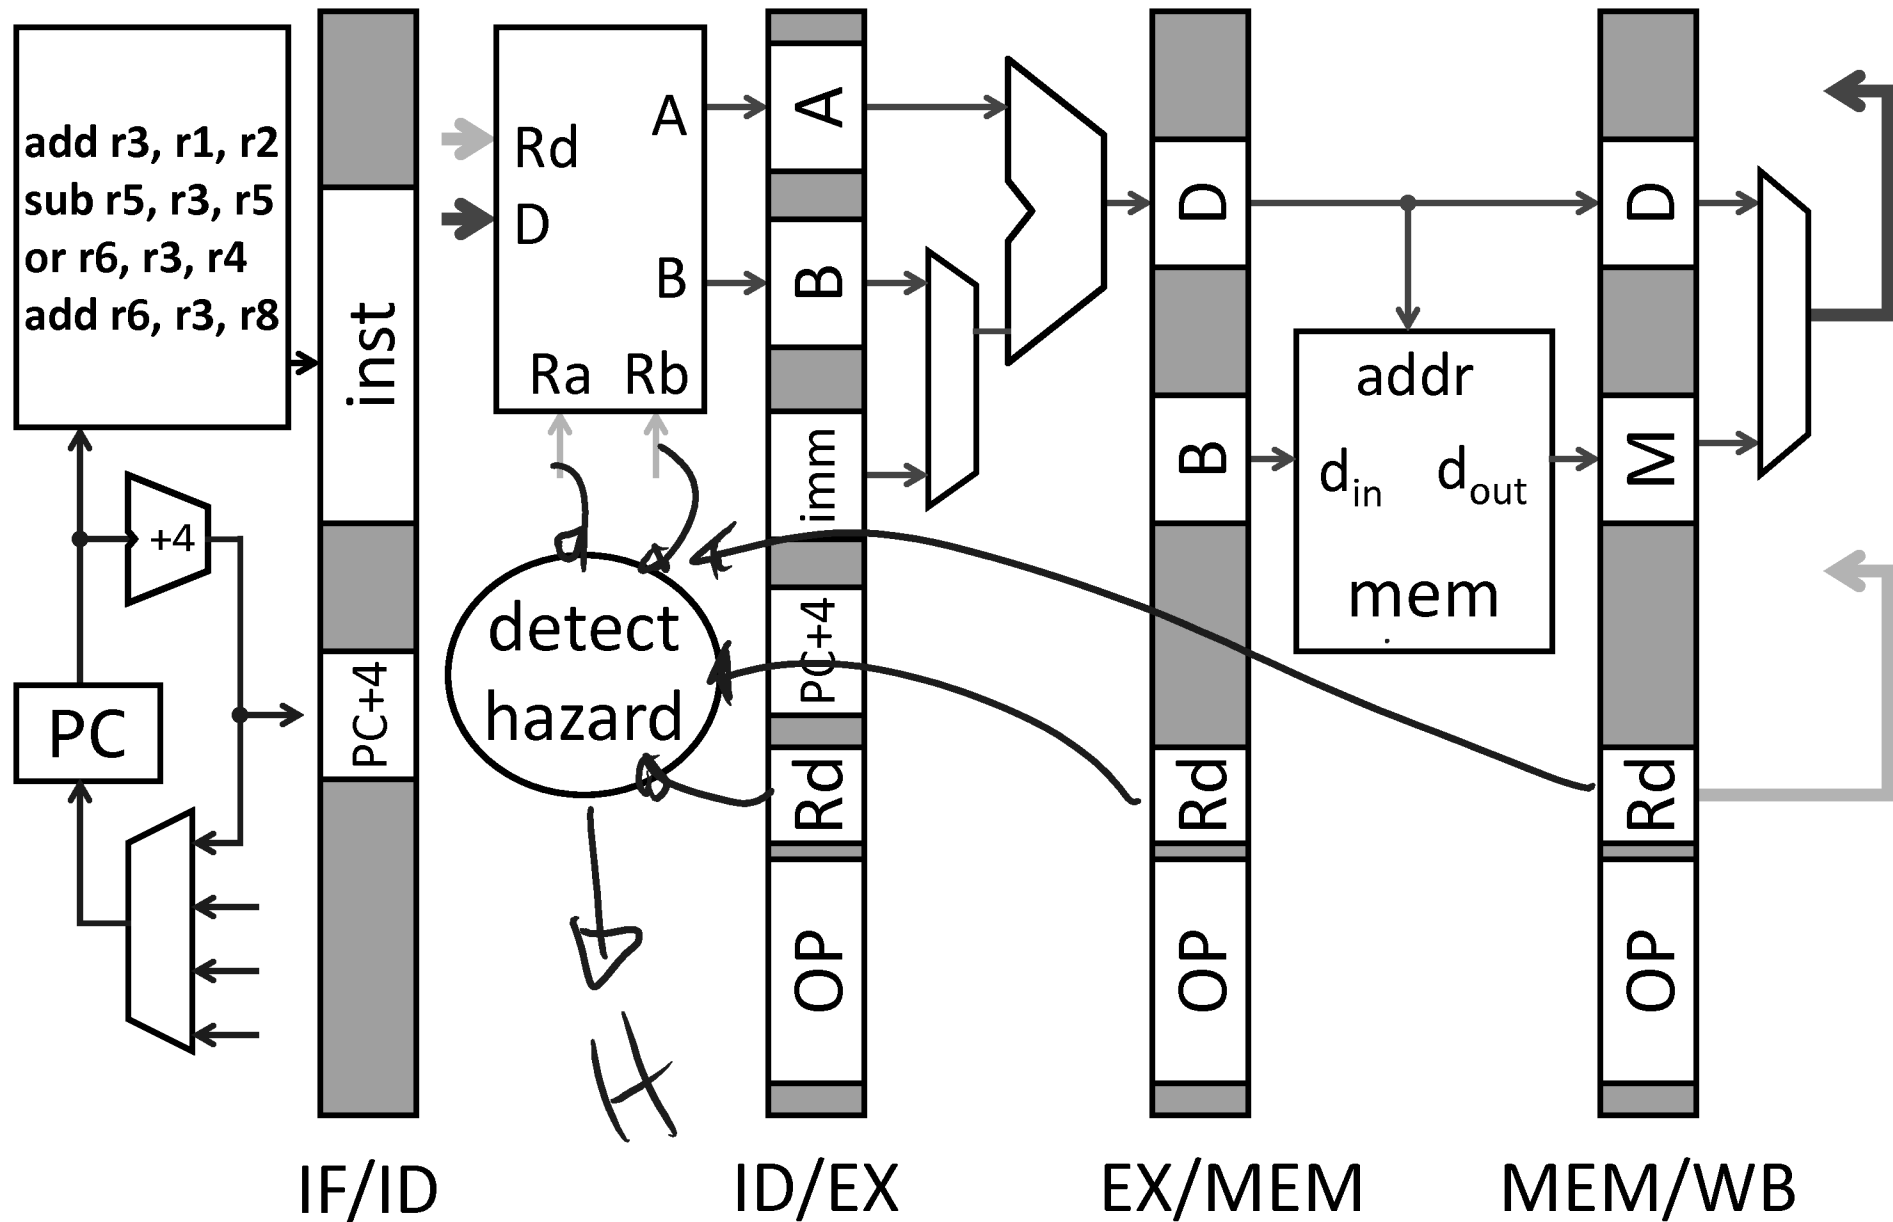 add r3, r1, r2
sub r5, r3, r5
or r6, r3, r4
add r6, r3, r8
+4
PC
inst
PC+4
Rd
D
A
B
Ra Rb
detect
hazard
H
A
B
imm
PC+4
Rd
OP
D
B
Rd
OP
addr
din dout
mem
D
M
Rd
OP
IF/ID
ID/EX
EX/MEM
MEM/WB